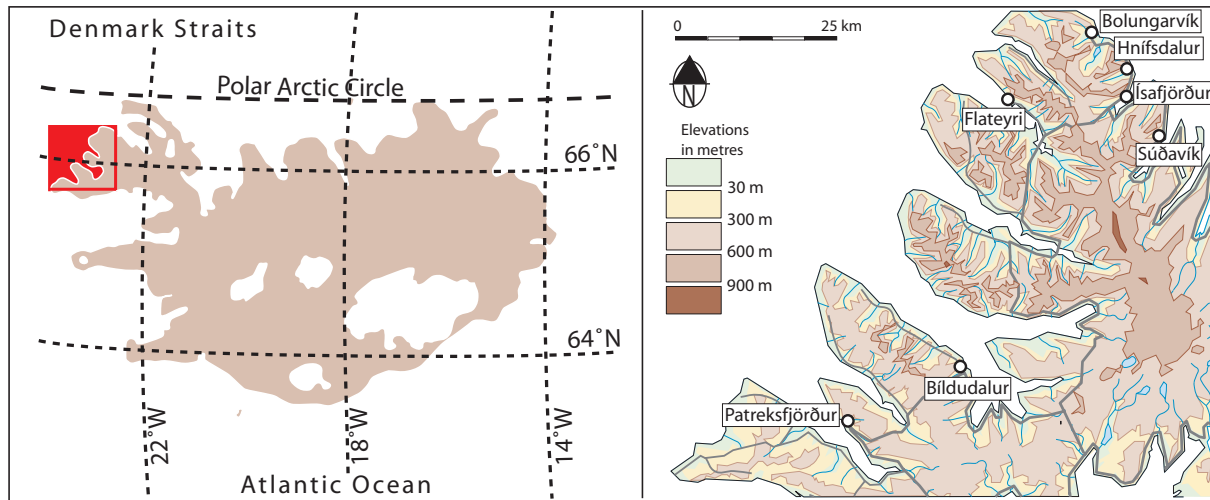 Denmark Straits
Polar Arctic Circle
66°N
64°N
22°W
18°W
14°W
Atlantic Ocean
0
25 km
N
Elevations
in metres
30 m
300 m
600 m
900 m
Bolungarvík
Hnífsdalur
Ísafjörður
Flateyri
Súðavík
Bíldudalur
Patreksfjörður